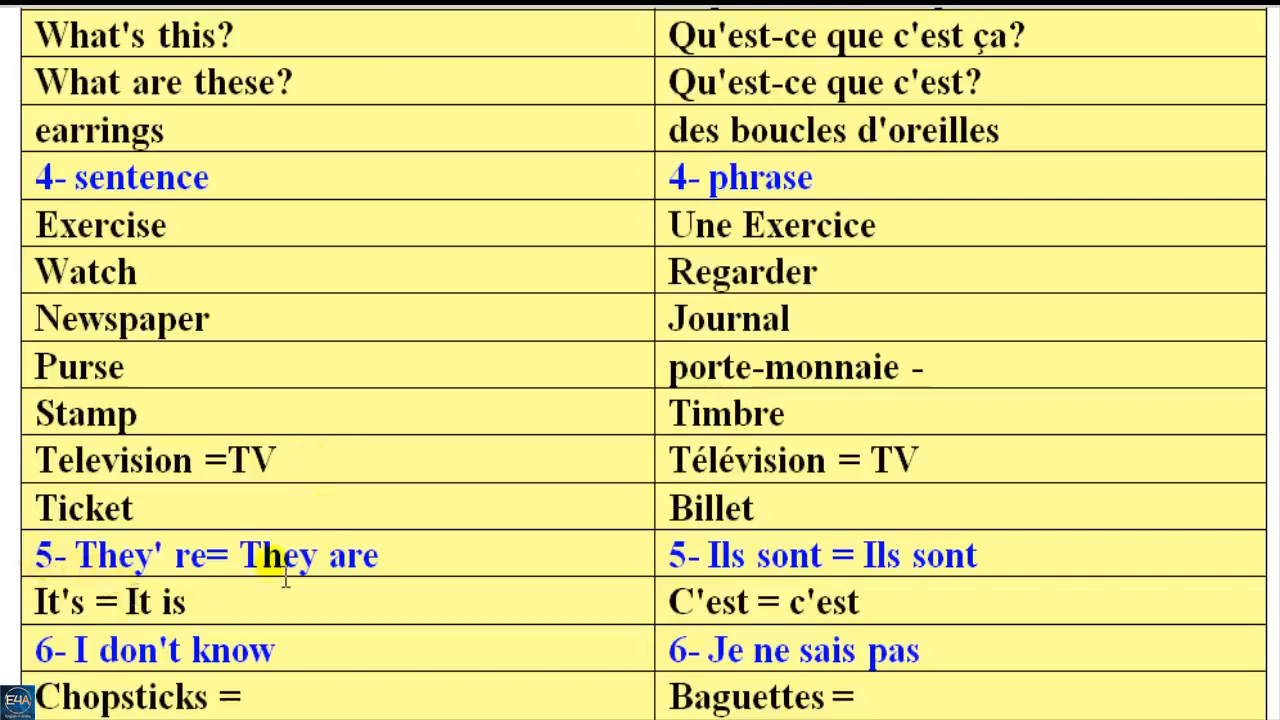 What's this? Qu'est-ce que c'est ça?
What are these? Qu'est-ce que c'est?
earrings des boucles d'oreilles
4- sentence 4- phrase
Exercise Une Exercice
Watch Regarder
Newspaper Journal
Purse porte-monnaie -
Stamp Timbre
Television =TV Télévision = TV
Ticket Billet
5- They' re= They are 5- Ils sont = Ils sont
It's = It is C'est = c'est
6- I don't know 6- Je ne sais pas
Chopsticks = Baguettes =
E4A